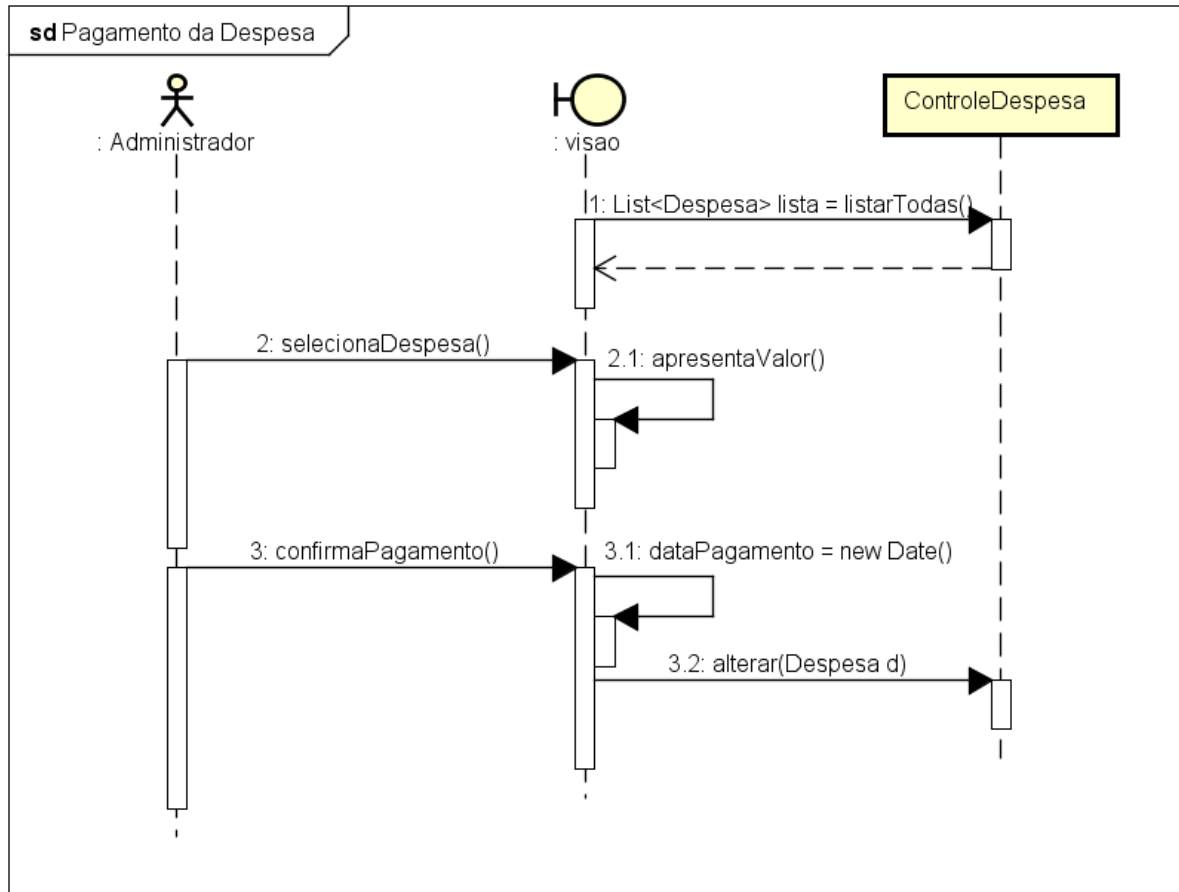 sd Pagamento da Despesa
: Administrador
: visao
ControleDespesa
1: List<Despesa> lista = listarTodas()
2: selecionaDespesa()
2.1: apresentaValor()
3: confirmaPagamento()
3.1: dataPagamento = new Date()
3.2: alterar(Despesa d)